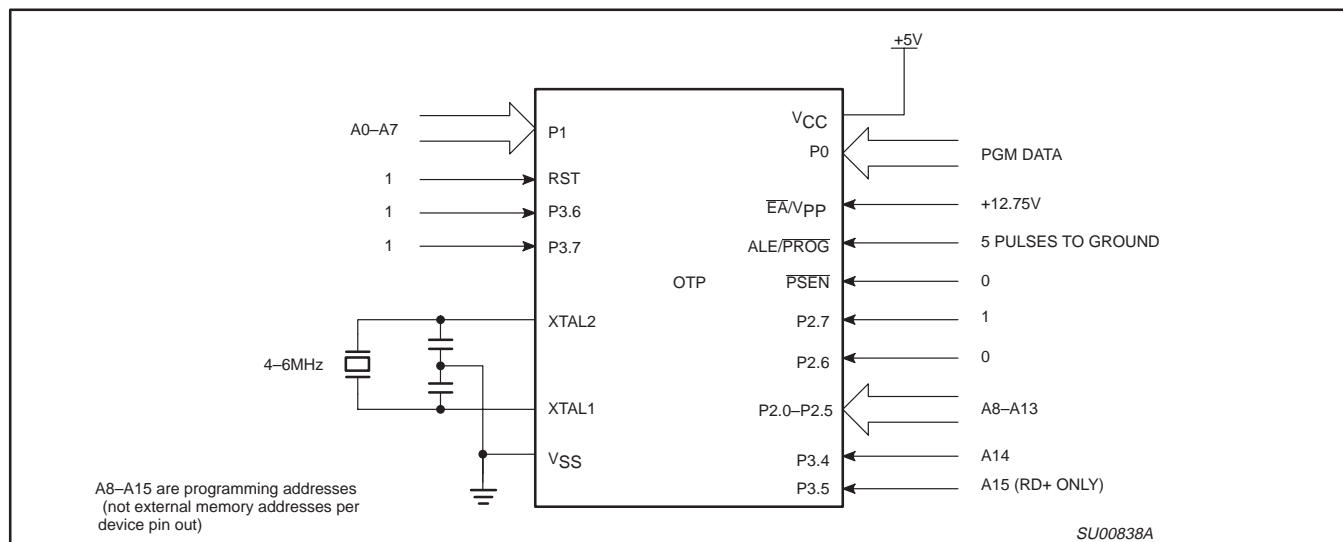 +5V
VCC
A0–A7
P1
P0
PGM DATA
1
RST
1
P3.6
EA/VPP
+12.75V
1
P3.7
ALE/PROG
5 PULSES TO GROUND
OTP
PSEN
0
XTAL2
P2.7
1
4–6MHz
P2.6
0
XTAL1
P2.0–P2.5
A8–A13
VSS
P3.4
A14
P3.5
A15 (RD+ ONLY)
A8–A15 are programming addresses
(not external memory addresses per
device pin out)
SU00838A